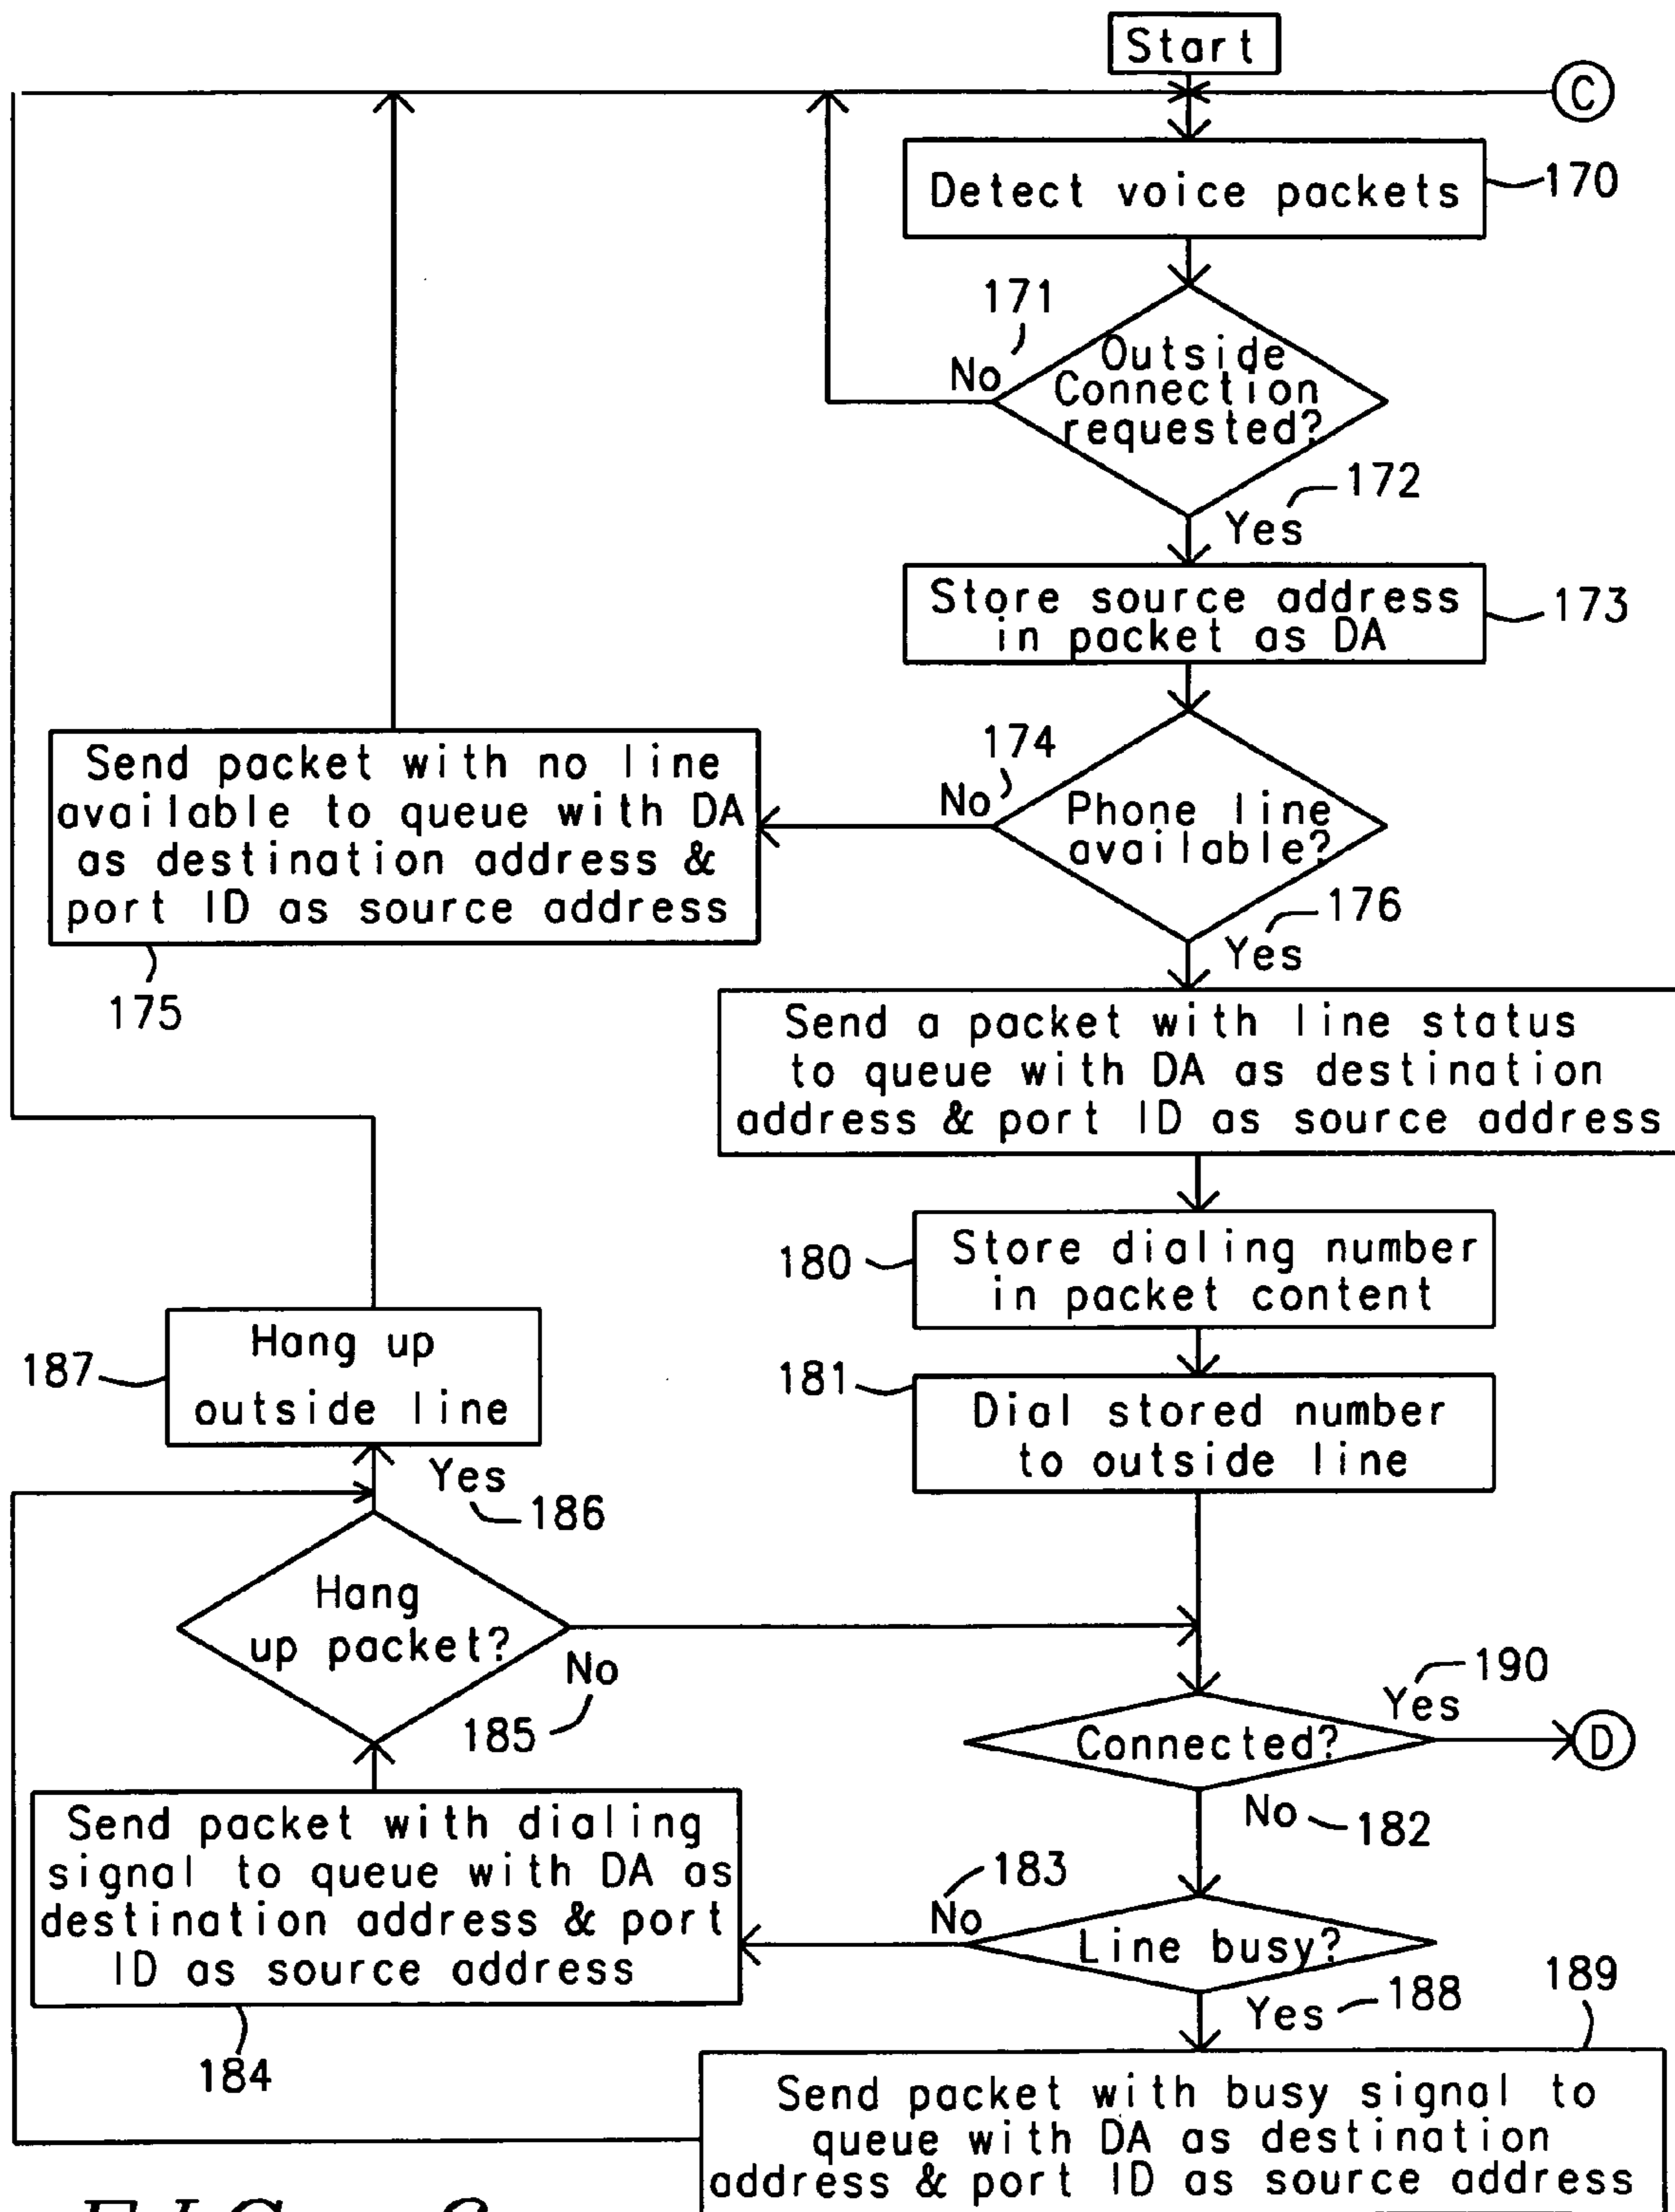 Start
C
Detect voice packets
170
171
No
Outside
Connection
requested?
172
Yes
Store source address
in packet as DA
173
174
No
Phone line
available?
Send packet with no line
available to queue with DA
as destination address &
port ID as source address
175
176
Yes
Send a packet with line status
to queue with DA as destination
address & port ID as source address
180
Store dialing number
in packet content
187
Hang up
outside line
181
Dial stored number
to outside line
Yes
186
Hang
up packet?
No
185
190
Yes
Connected?
D
No
182
Send packet with dialing
signal to queue with DA as
destination address & port
ID as source address
184
183
No
Line busy?
Yes
188
189
Send packet with busy signal to
queue with DA as destination
address & port ID as source address